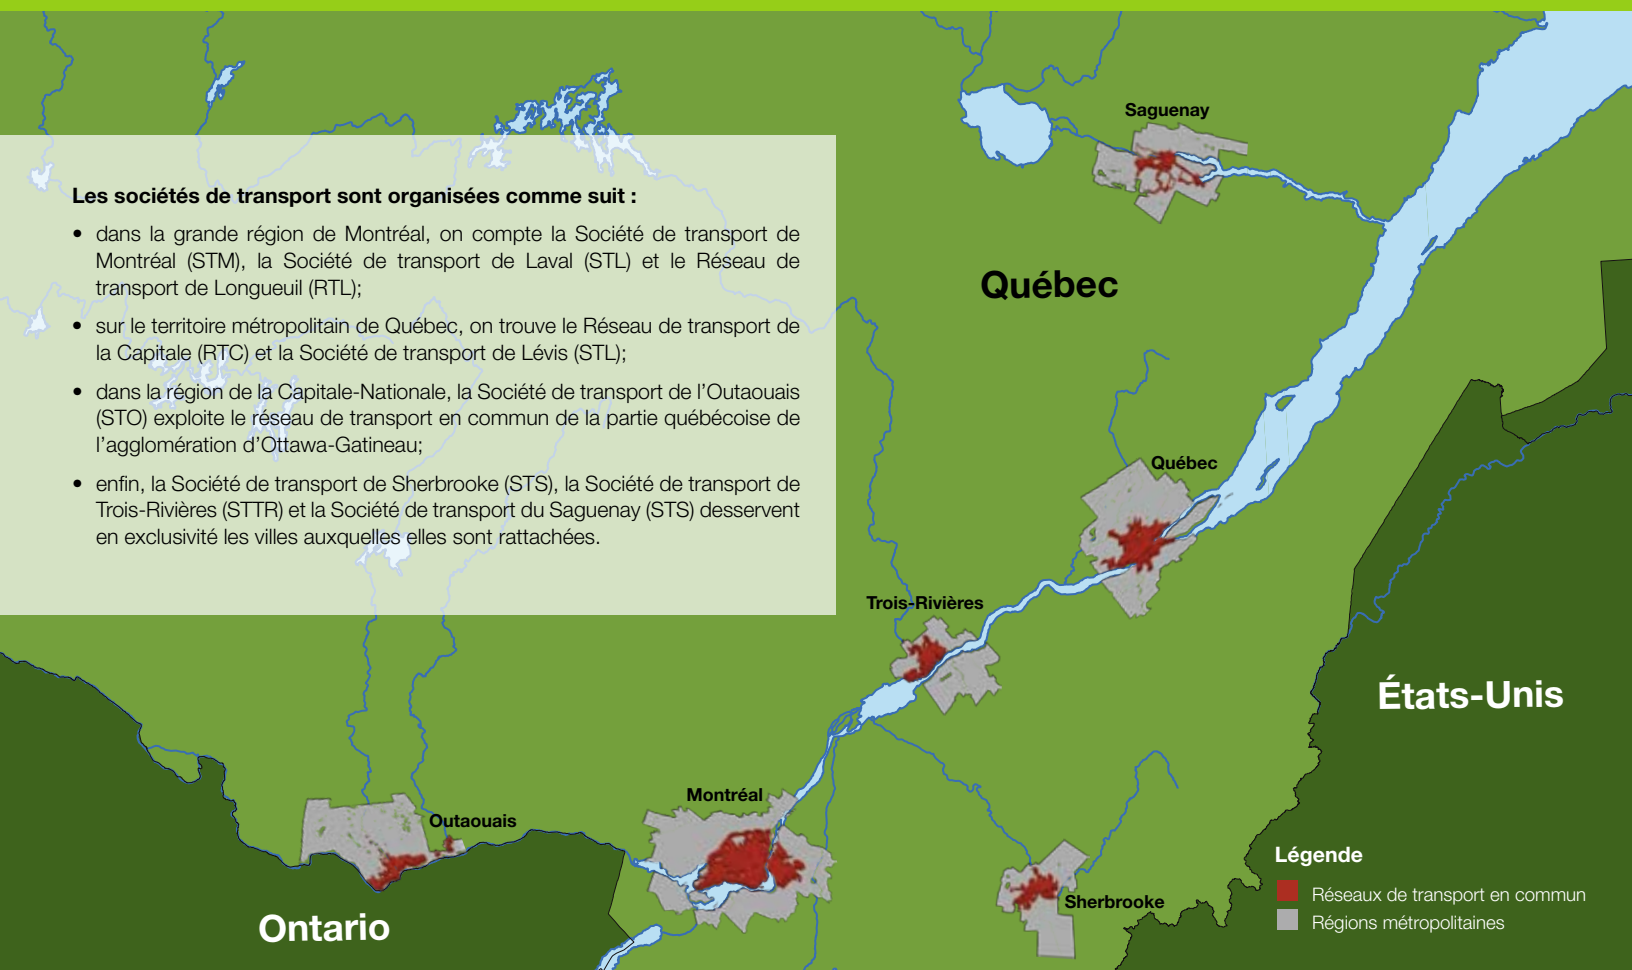 Les sociétés de transport sont organisées comme suit :
• dans la grande région de Montréal, on compte la Société de transport de
Montréal (STM), la Société de transport de Laval (STL) et le Réseau de
transport de Longueuil (RTL);
• sur le territoire métropolitain de Québec, on trouve le Réseau de transport de
la Capitale (RTC) et la Société de transport de Lévis (STL);
• dans la région de la Capitale-Nationale, la Société de transport de l’Outaouais
(STO) exploite le réseau de transport en commun de la partie québécoise de
l’agglomération d’Ottawa-Gatineau;
• enfin, la Société de transport de Sherbrooke (STS), la Société de transport de
Trois-Rivières (STTR) et la Société de transport du Saguenay (STS) desservent
en exclusivité les villes auxquelles elles sont rattachées.
Saguenay
Québec
Québec
Trois-Rivières
États-Unis
Montréal
Outaouais
Sherbrooke
Ontario
Légende
Réseaux de transport en commun
Régions métropolitaines